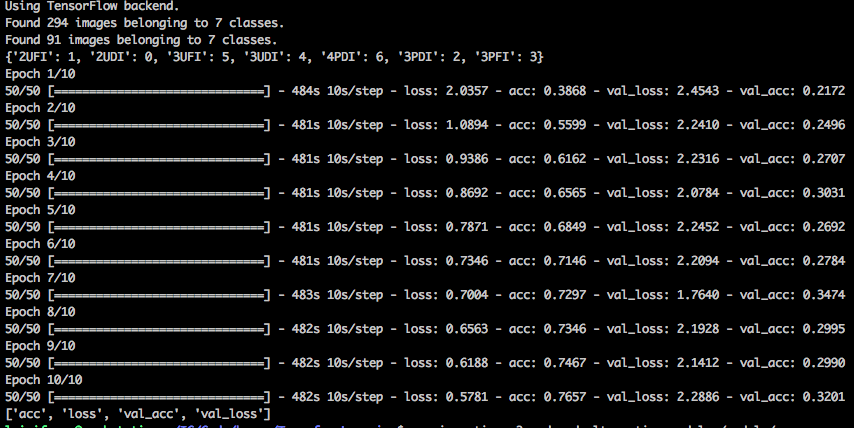 Using TensorFlow backend.
Found 294 images belonging to 7 classes.
Found 91 images belonging to 7 classes.
{'2UFI': 1, '2UDI': 0, '3UFI': 5, '3UDI': 4, '4PDI': 6, '3PDI': 2, '3PFI': 3}
Epoch 1/10
50/50 [==============================] - 484s 10s/step - loss: 2.0357 - acc: 0.3868 - val_loss: 2.4543 - val_acc: 0.2172
Epoch 2/10
50/50 [==============================] - 481s 10s/step - loss: 1.0894 - acc: 0.5599 - val_loss: 2.2410 - val_acc: 0.2496
Epoch 3/10
50/50 [==============================] - 481s 10s/step - loss: 0.9386 - acc: 0.6162 - val_loss: 2.2316 - val_acc: 0.2707
Epoch 4/10
50/50 [==============================] - 481s 10s/step - loss: 0.8692 - acc: 0.6565 - val_loss: 2.0784 - val_acc: 0.3031
Epoch 5/10
50/50 [==============================] - 481s 10s/step - loss: 0.7871 - acc: 0.6849 - val_loss: 2.2452 - val_acc: 0.2692
Epoch 6/10
50/50 [==============================] - 481s 10s/step - loss: 0.7346 - acc: 0.7146 - val_loss: 2.2094 - val_acc: 0.2784
Epoch 7/10
50/50 [==============================] - 483s 10s/step - loss: 0.7004 - acc: 0.7297 - val_loss: 1.7640 - val_acc: 0.3474
Epoch 8/10
50/50 [==============================] - 482s 10s/step - loss: 0.6563 - acc: 0.7346 - val_loss: 2.1928 - val_acc: 0.2995
Epoch 9/10
50/50 [==============================] - 482s 10s/step - loss: 0.6188 - acc: 0.7467 - val_loss: 2.1412 - val_acc: 0.2990
Epoch 10/10
50/50 [==============================] - 482s 10s/step - loss: 0.5781 - acc: 0.7657 - val_loss: 2.2886 - val_acc: 0.3201
['acc', 'loss', 'val_acc', 'val_loss']